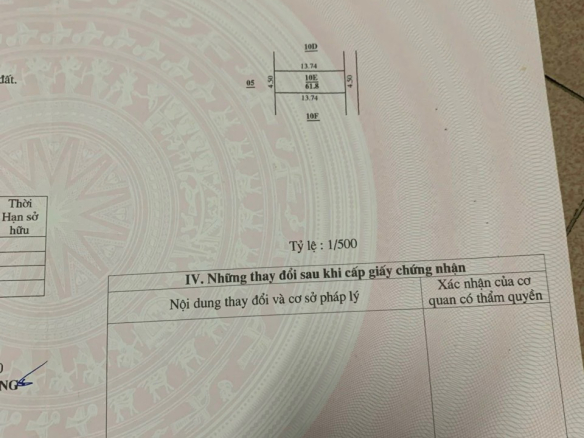 10D
13.74
đất.
05
4.50
10E
61.8
4.50
13.74
10F
Thời
Hạn sở
hữu
Tỷ lệ : 1/500
IV. Những thay đổi sau khi cấp giấy chứng nhận
Nội dung thay đổi và cơ sở pháp lý
Xác nhận của cơ
quan có thẩm quyền
NG